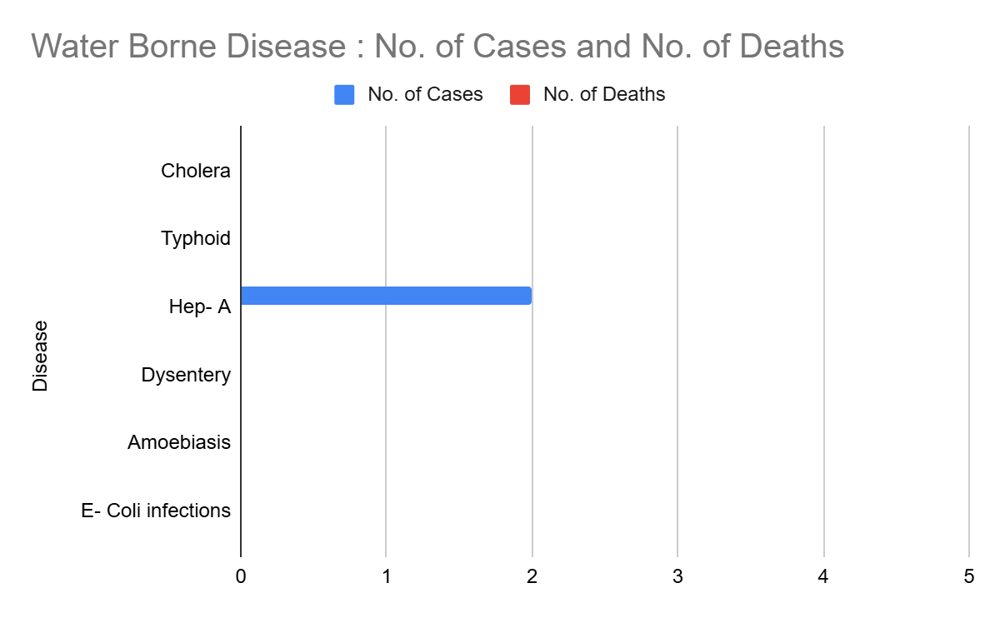 Water Borne Disease : No. of Cases and No. of Deaths
No. of Cases No. of Deaths
Cholera
Typhoid
Hep- A
Disease
Dysentery
Amoebiasis
E- Coli infections
0 1 2 3 4 5